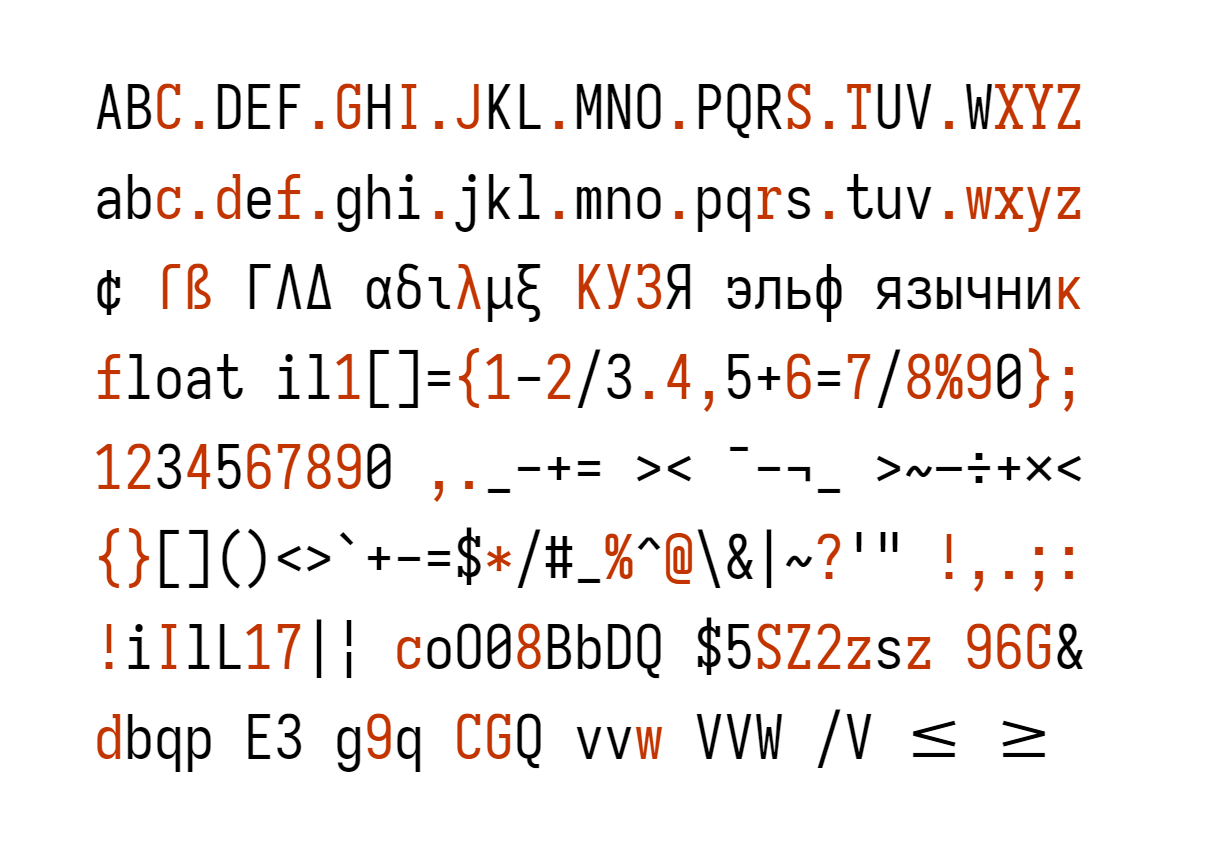 ABC.DEF.GHI.JKL.MNO.PQRS.TUV.WXYZ
abc.def.ghi.jkl.mno.pqrs.tuv.wxyz
¢ Гß ΓΛΔ αδιλμξ КУЗЯ эльф язычник
float il1[]={1-2/3.4,5+6=7/8%90};
1234567890 ,._-+= >< ¯-¬_ >~–÷+×<
{}[]()<>`+-=$*/#_%^@\&|~?'" !,.;:
!iIlL17|¦ coO08BbDQ $5SZ2zsz 96G&
dbqp E3 g9q CGQ vvw VVW /V ≤ ≥